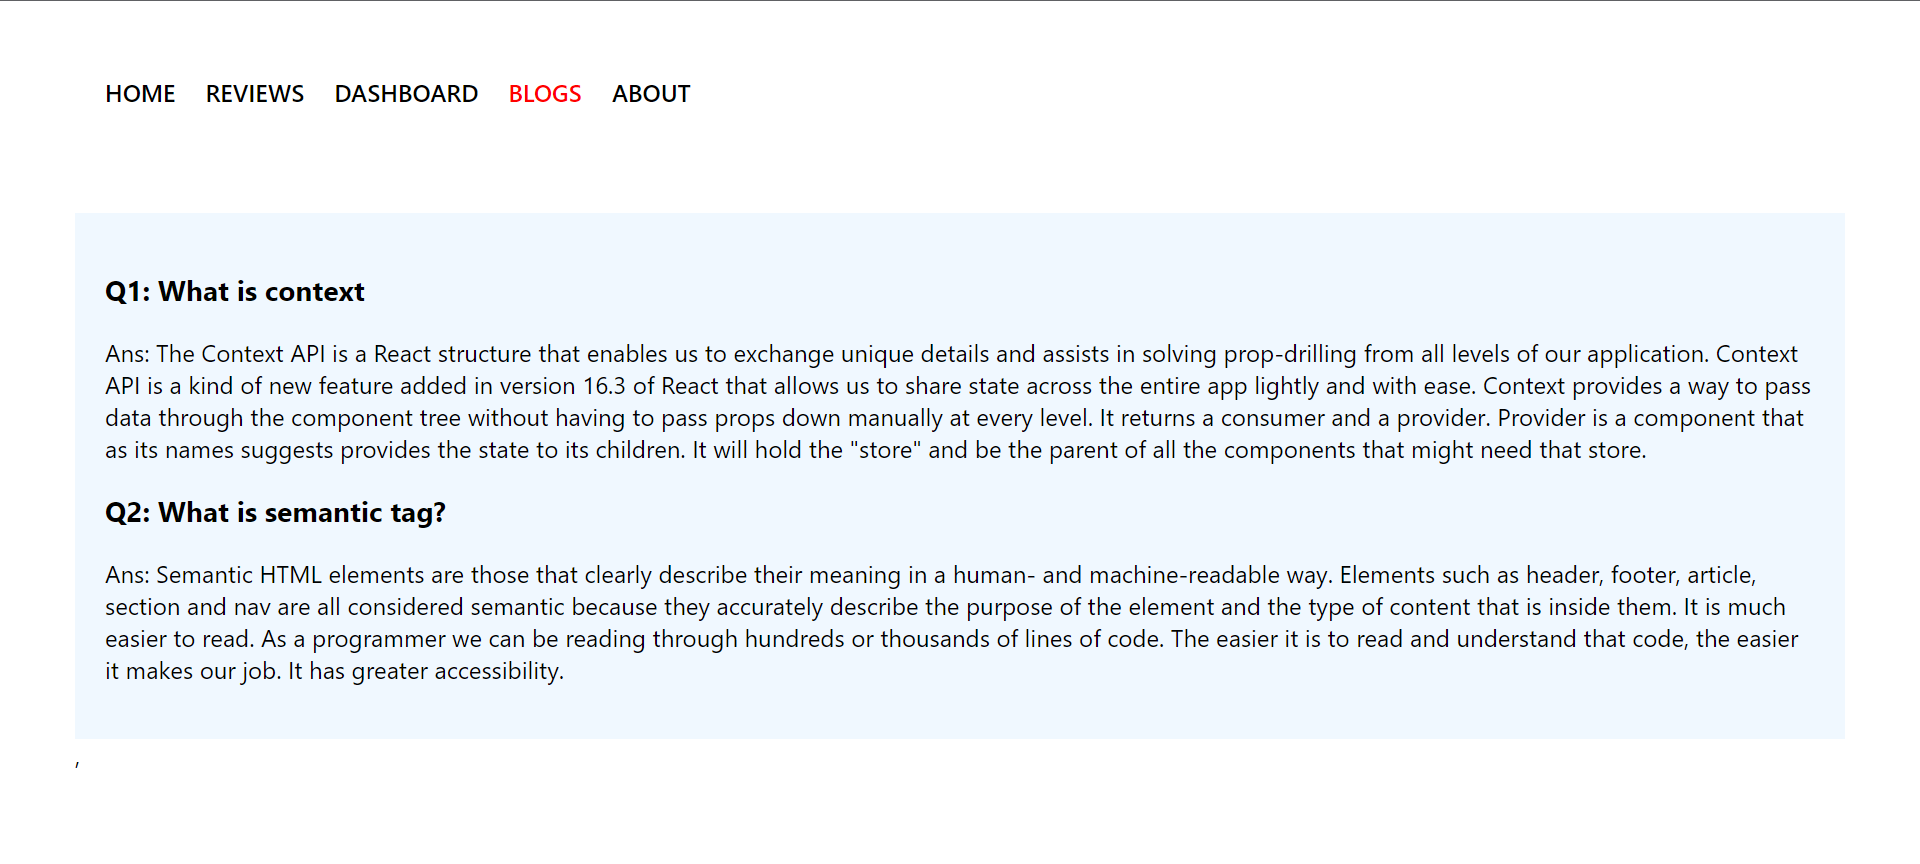 HOME REVIEWS DASHBOARD BLOGS ABOUT
Q1: What is context
Ans: The Context API is a React structure that enables us to exchange unique details and assists in solving prop-drilling from all levels of our application. Context
API is a kind of new feature added in version 16.3 of React that allows us to share state across the entire app lightly and with ease. Context provides a way to pass
data through the component tree without having to pass props down manually at every level. It returns a consumer and a provider. Provider is a component that
as its names suggests provides the state to its children. It will hold the "store" and be the parent of all the components that might need that store.
Q2: What is semantic tag?
Ans: Semantic HTML elements are those that clearly describe their meaning in a human- and machine-readable way. Elements such as header, footer, article,
section and nav are all considered semantic because they accurately describe the purpose of the element and the type of content that is inside them. It is much
easier to read. As a programmer we can be reading through hundreds or thousands of lines of code. The easier it is to read and understand that code, the easier
it makes our job. It has greater accessibility.
,